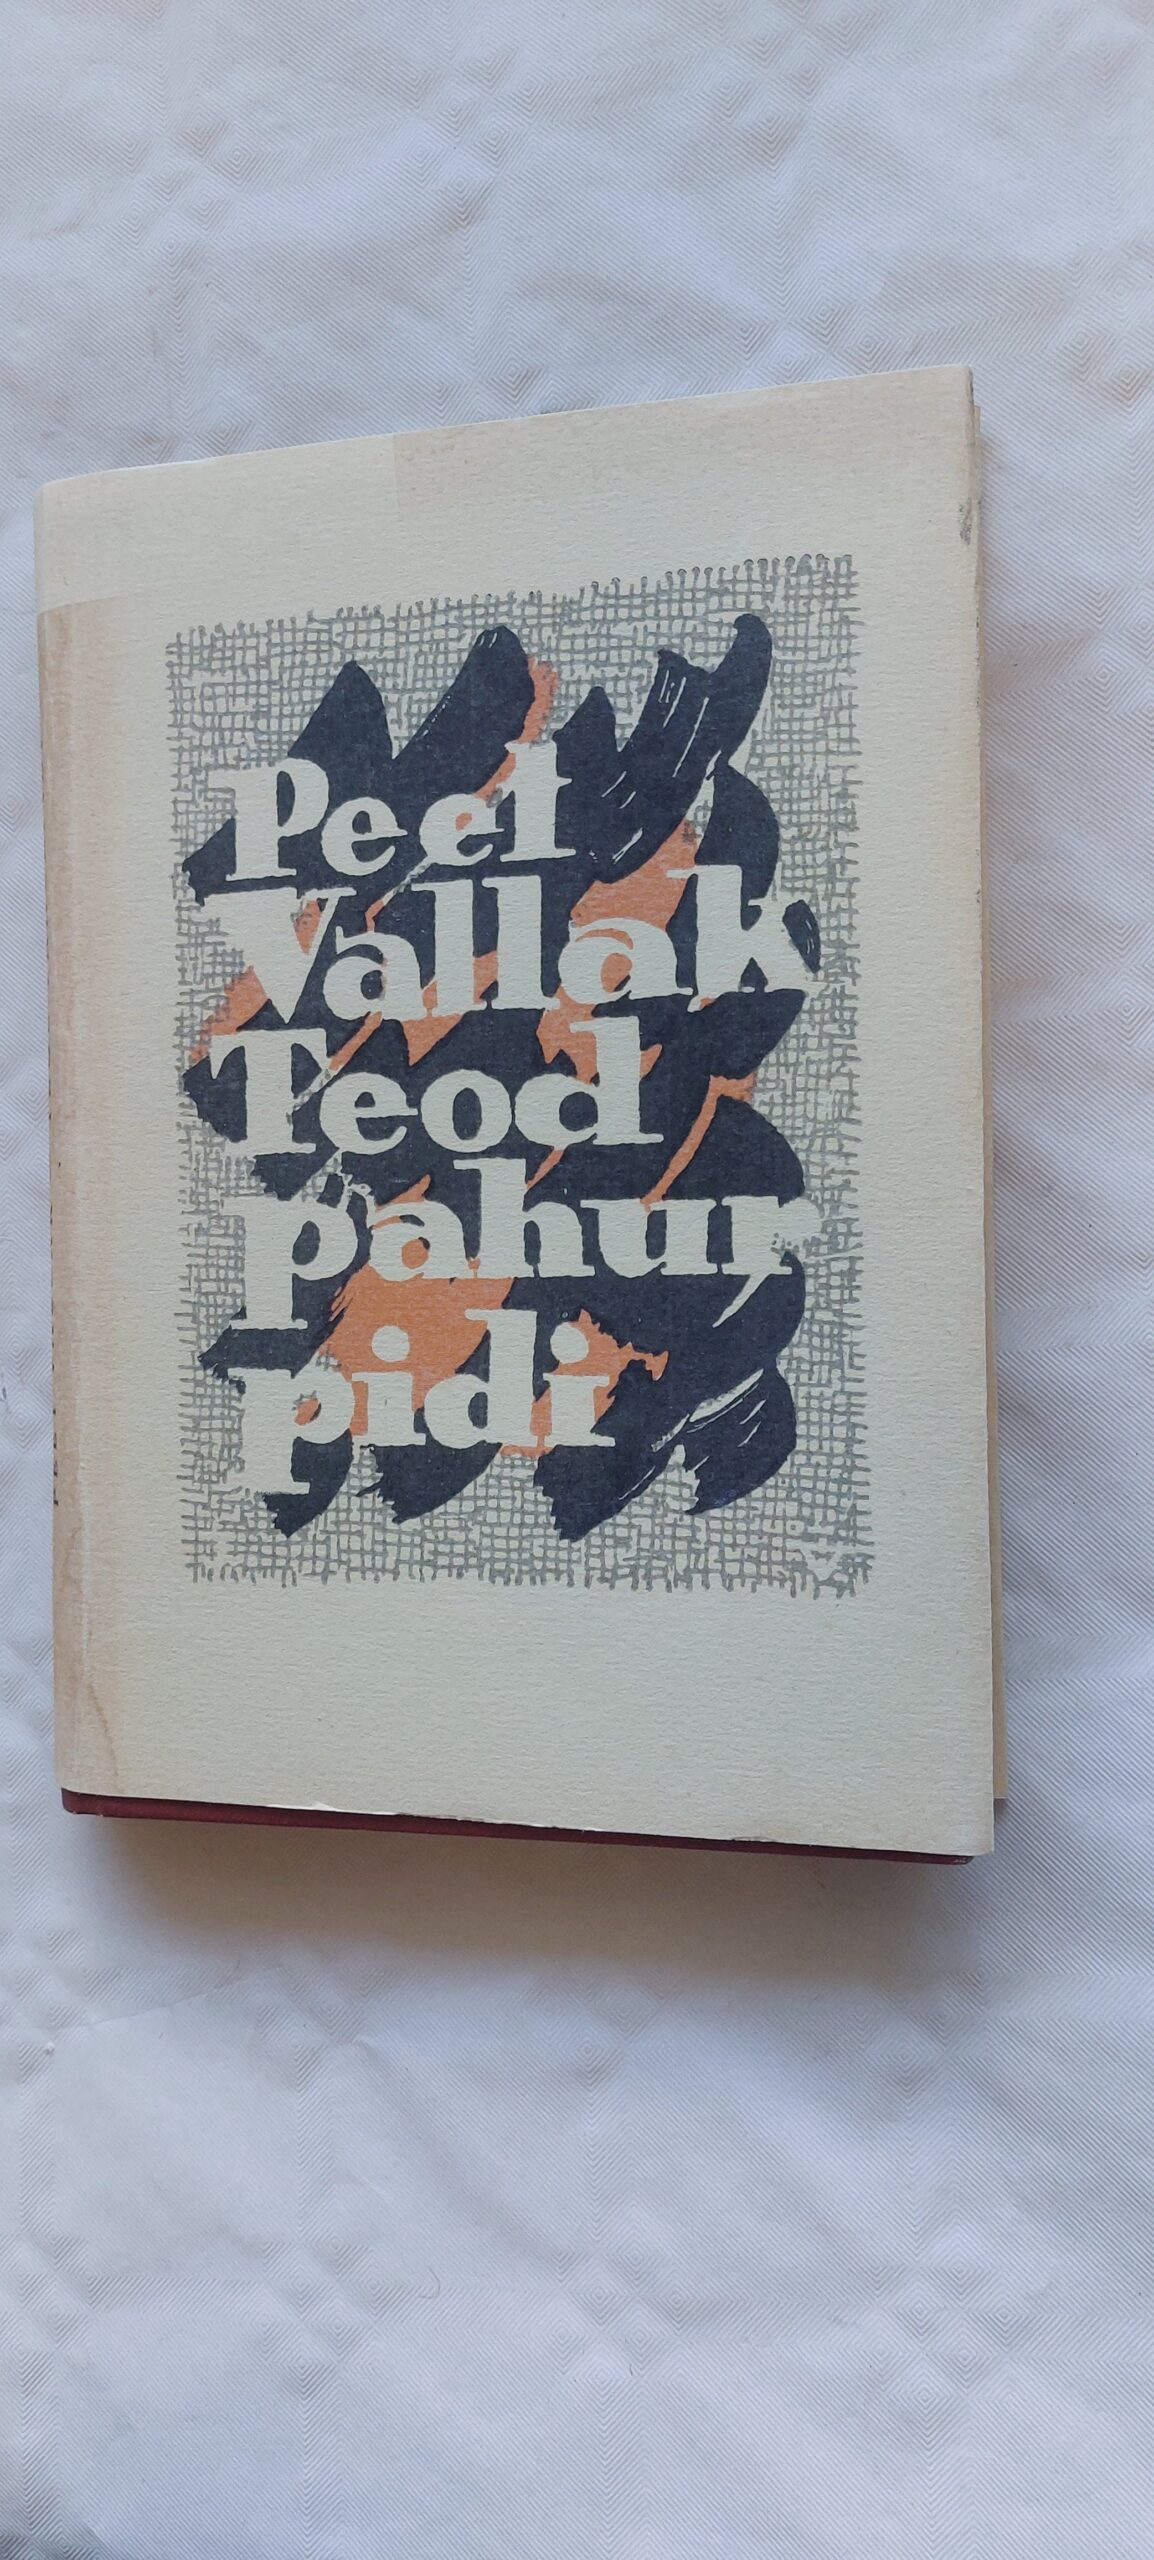 Peet
Vallak
Teod
pahur
pidi